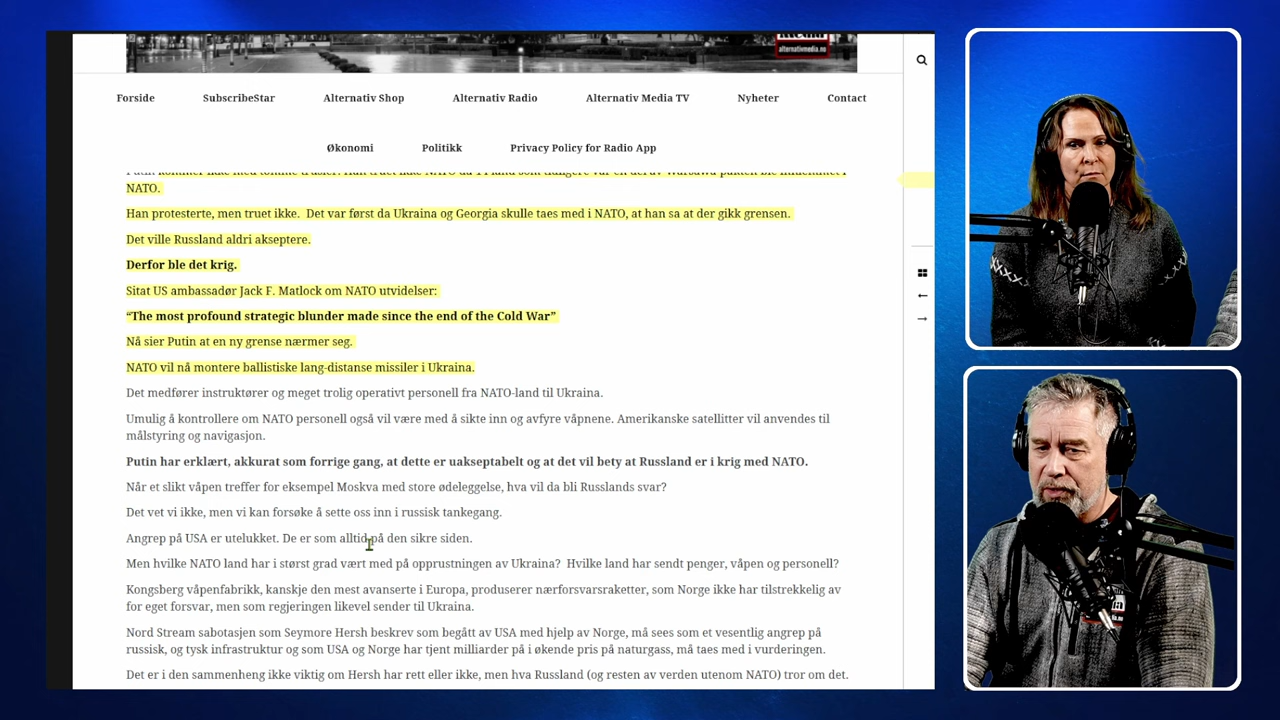 alternativmedia.no
Forside SubscribeStar Alternativ Shop Alternativ Radio Alternativ Media TV Nyheter Contact
Økonomi Politikk Privacy Policy for Radio App
NATO.
Han protesterte, men truet ikke.  Det var først da Ukraina og Georgia skulle taes med i NATO, at han sa at der gikk grensen.
Det ville Russland aldri akseptere.
Derfor ble det krig.
Sitat US ambassadør Jack F. Matlock om NATO utvidelser:
“The most profound strategic blunder made since the end of the Cold War”
Nå sier Putin at en ny grense nærmer seg.
NATO vil nå montere ballistiske lang-distanse missiler i Ukraina.
Det medfører instruktører og meget trolig operativt personell fra NATO-land til Ukraina.
Umulig å kontrollere om NATO personell også vil være med å sikte inn og avfyre våpnene. Amerikanske satellitter vil anvendes til
målstyring og navigasjon.
Putin har erklært, akkurat som forrige gang, at dette er uakseptabelt og at det vil bety at Russland er i krig med NATO.
Når et slikt våpen treffer for eksempel Moskva med store ødeleggelse, hva vil da bli Russlands svar?
Det vet vi ikke, men vi kan forsøke å sette oss inn i russisk tankegang.
Angrep på USA er utelukket. De er som alltid på den sikre siden.
Men hvilke NATO land har i størst grad vært med på opprustningen av Ukraina?  Hvilke land har sendt penger, våpen og personell?
Kongsberg våpenfabrikk, kanskje den mest avanserte i Europa, produserer nærforsvarsraketter, som Norge ikke har tilstrekkelig av
for eget forsvar, men som regjeringen likevel sender til Ukraina.
Nord Stream sabotasjen som Seymore Hersh beskrev som begått av USA med hjelp av Norge, må sees som et vesentlig angrep på
russisk, og tysk infrastruktur og som USA og Norge har tjent milliarder på i økende pris på naturgass, må taes med i vurderingen.
Det er i den sammenheng ikke viktig om Hersh har rett eller ikke, men hva Russland (og resten av verden utenom NATO) tror om det.